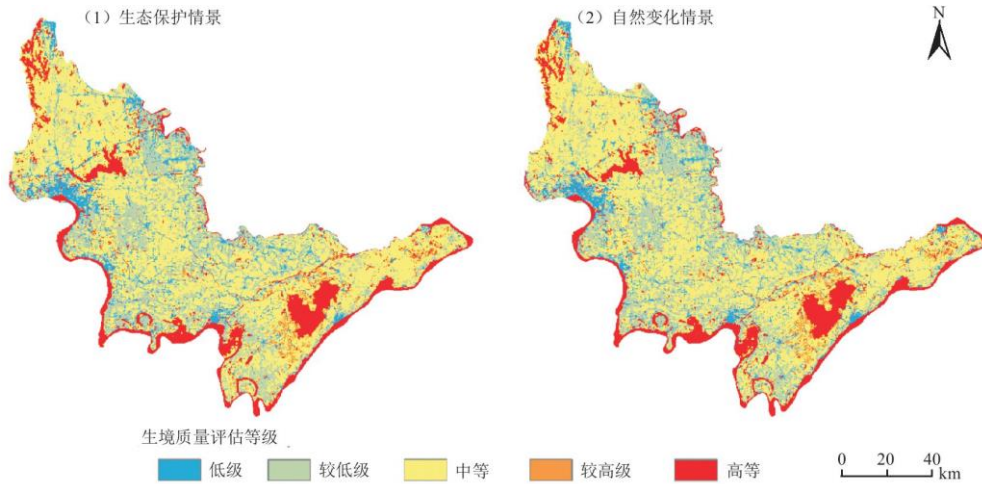 （1）生态保护情景
（2）自然变化情景
N
生境质量评估等级
低级 较低级 中等 较高级 高等
0 20 40
km